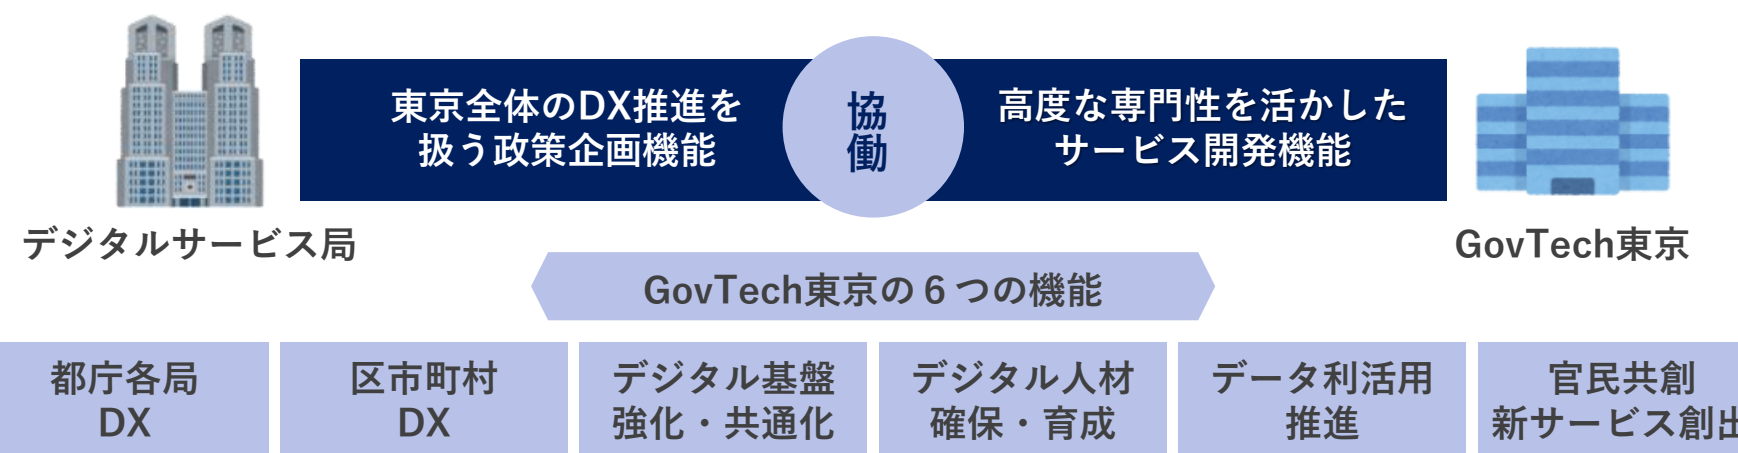 東京全体のDX推進を
扱う政策企画機能
協働
高度な専門性を活かした
サービス開発機能
デジタルサービス局
GovTech東京
GovTech東京の６つの機能
都庁各局
DX
区市町村
DX
デジタル基盤
強化・共通化
デジタル人材
確保・育成
データ利活用
推進
官民共創
新サービス創出